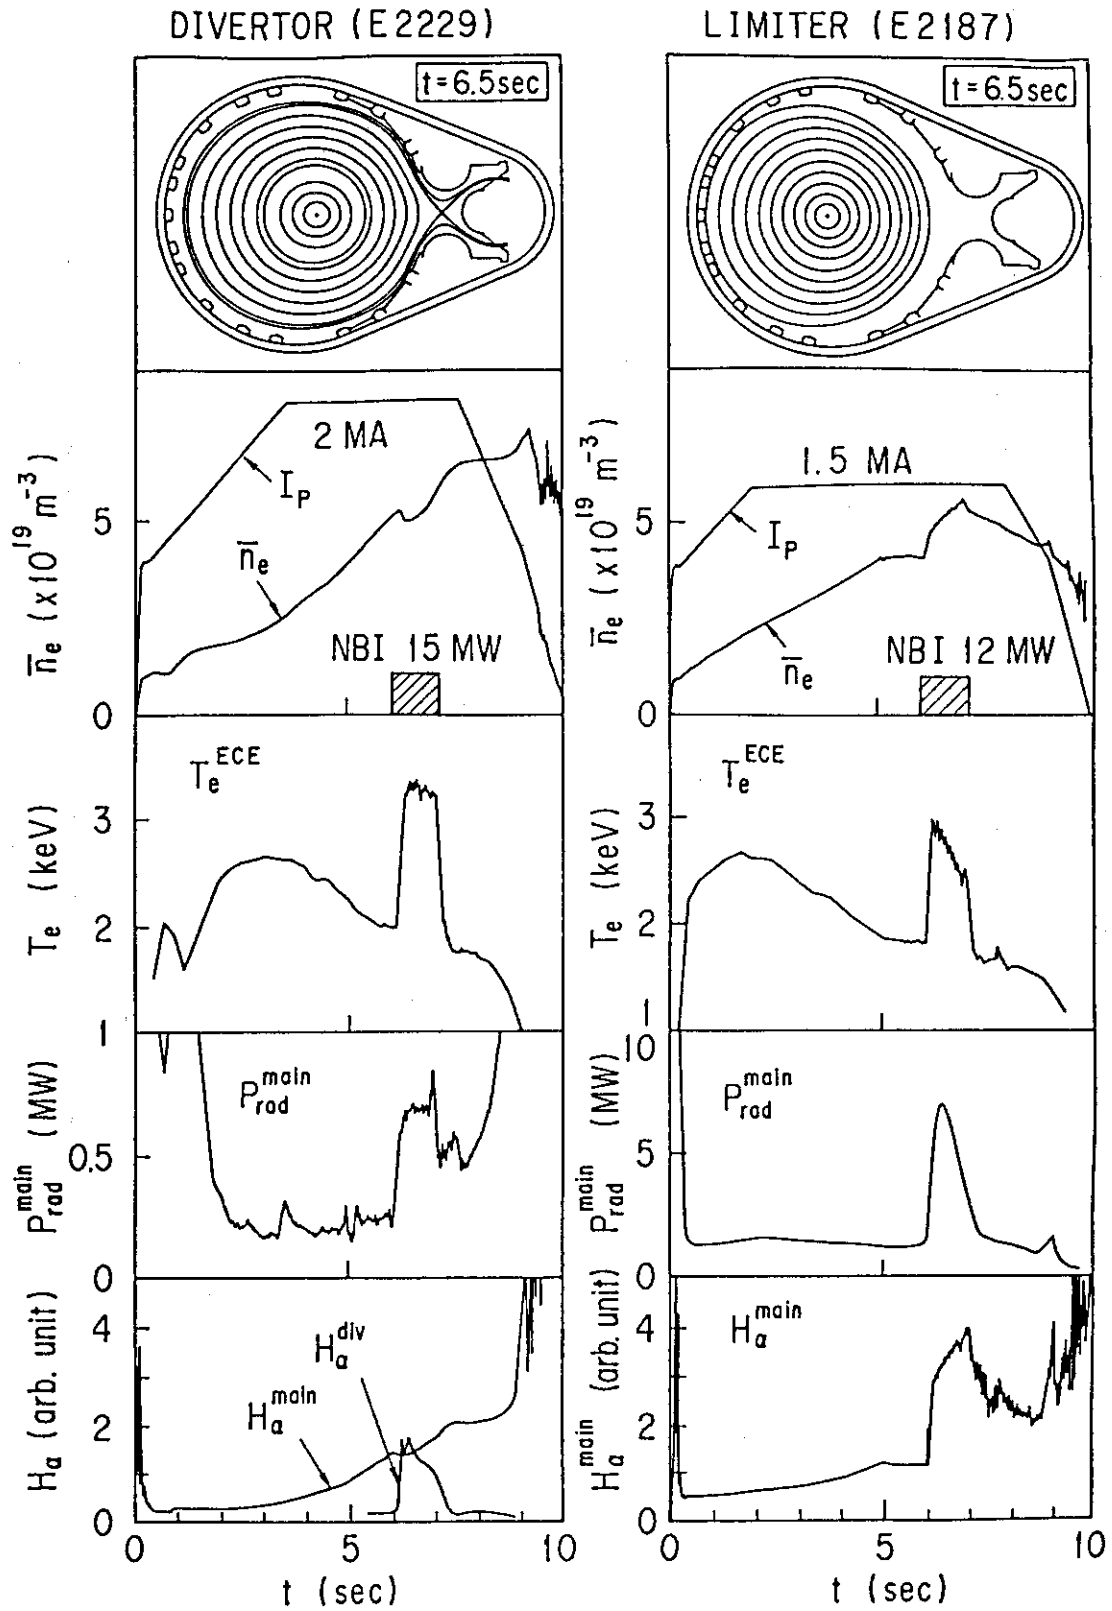 DIVERTOR (E2229)
t=6.5sec
2 MA
I_P
n̄_e
NBI 15 MW
n̄_e (x10^19 m^-3)
5
0
T_e^ECE
T_e (keV)
3
2
1
P_rad^main
P_rad^main (MW)
0.5
0
H_α^div
H_α^main
H_α (arb. unit)
4
2
0
0
5
10
t (sec)
LIMITER (E2187)
t=6.5sec
1.5 MA
I_P
n̄_e
NBI 12 MW
n̄_e (x10^19 m^-3)
5
0
T_e^ECE
T_e (keV)
3
2
1
P_rad^main
P_rad^main (MW)
10
5
0
H_α^main
H_α^main (arb. unit)
4
2
0
0
5
10
t (sec)